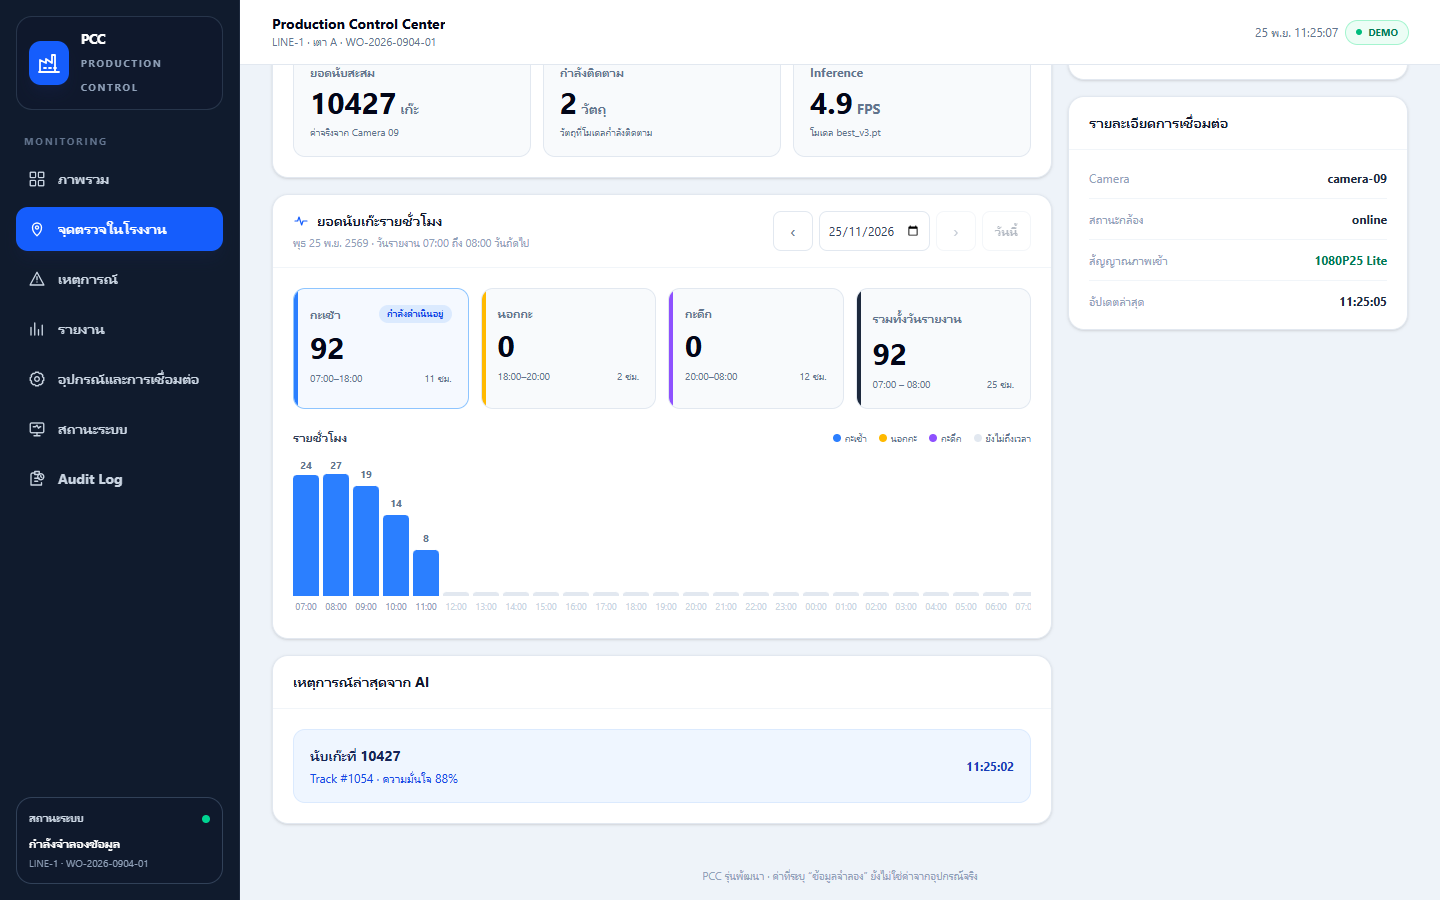 PCC
PRODUCTION
CONTROL
MONITORING
ภาพรวม
จุดตรวจในโรงงาน
เหตุการณ์
รายงาน
อุปกรณ์และการเชื่อมต่อ
สถานะระบบ
Audit Log
สถานะระบบ
กำลังจำลองข้อมูล
LINE-1 · WO-2026-0904-01
Production Control Center
LINE-1 · เตา A · WO-2026-0904-01
25 พ.ย. 11:25:07
DEMO
ยอดนับสะสม
10427 เก๊ะ
ค่าจริงจาก Camera 09
กำลังติดตาม
2 วัตถุ
วัตถุที่โมเดลกำลังติดตาม
Inference
4.9 FPS
โมเดล best_v3.pt
ยอดนับเก๊ะรายชั่วโมง
พุธ 25 พ.ย. 2569 · วันรายงาน 07:00 ถึง 08:00 วันถัดไป
‹
25/11/2026
›
วันนี้
กะเช้า
กำลังดำเนินอยู่
92
07:00–18:00 11 ชม.
นอกกะ
0
18:00–20:00 2 ชม.
กะดึก
0
20:00–08:00 12 ชม.
รวมทั้งวันรายงาน
92
07:00 – 08:00 25 ชม.
รายชั่วโมง
กะเช้า นอกกะ กะดึก ยังไม่ถึงเวลา
24 27 19 14 8
07:00 08:00 09:00 10:00 11:00 12:00 13:00 14:00 15:00 16:00 17:00 18:00 19:00 20:00 21:00 22:00 23:00 00:00 01:00 02:00 03:00 04:00 05:00 06:00 07:0
เหตุการณ์ล่าสุดจาก AI
นับเก๊ะที่ 10427
Track #1054 · ความมั่นใจ 88%
11:25:02
รายละเอียดการเชื่อมต่อ
Camera camera-09
สถานะกล้อง online
สัญญาณภาพเข้า 1080P25 Lite
อัปเดตล่าสุด 11:25:05
PCC รุ่นพัฒนา · ค่าที่ระบุ "ข้อมูลจำลอง" ยังไม่ใช่ค่าจากอุปกรณ์จริง